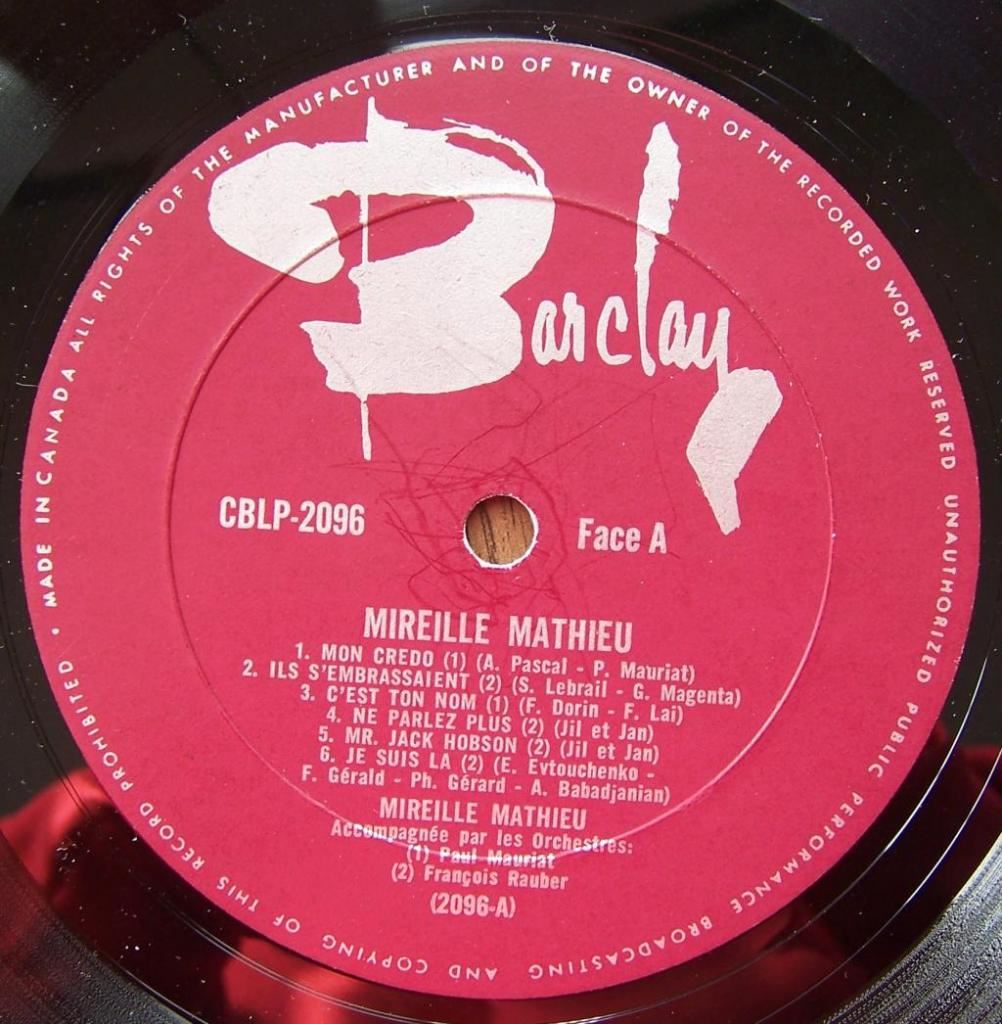 MADE IN CANADA ALL RIGHTS OF THE MANUFACTURER AND OF THE OWNER OF THE RECORDED WORK RESERVED UNAUTHORIZED PUBLIC PERFORMANCE BROADCASTING AND COPYING OF THIS RECORD PROHIBITED •
Barclay
CBLP-2096
Face A
MIREILLE MATHIEU
1. MON CREDO (1) (A. Pascal - P. Mauriat)
2. ILS S'EMBRASSAIENT (2) (S. Lebrail - G. Magenta)
3. C'EST TON NOM (1) (F. Dorin - F. Lai)
4. NE PARLEZ PLUS (2) (Jil et Jan)
5. MR. JACK HOBSON (2) (Jil et Jan)
6. JE SUIS LA (2) (E. Evtouchenko -
F. Gérald - Ph. Gérard - A. Babadjanian)
MIREILLE MATHIEU
Accompagnée par les Orchestres:
(1) Paul Mauriat
(2) François Rauber
(2096-A)